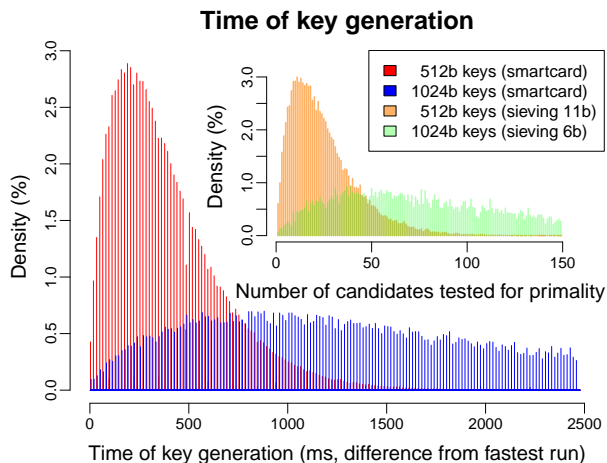 Time of key generation
512b keys (smartcard)
1024b keys (smartcard)
512b keys (sieving 11b)
1024b keys (sieving 6b)
Density (%)
0.0
1.0
2.0
3.0
0 50 100 150
Number of candidates tested for primality
Density (%)
0.0
0.5
1.0
1.5
2.0
2.5
3.0
0 500 1000 1500 2000 2500
Time of key generation (ms, difference from fastest run)